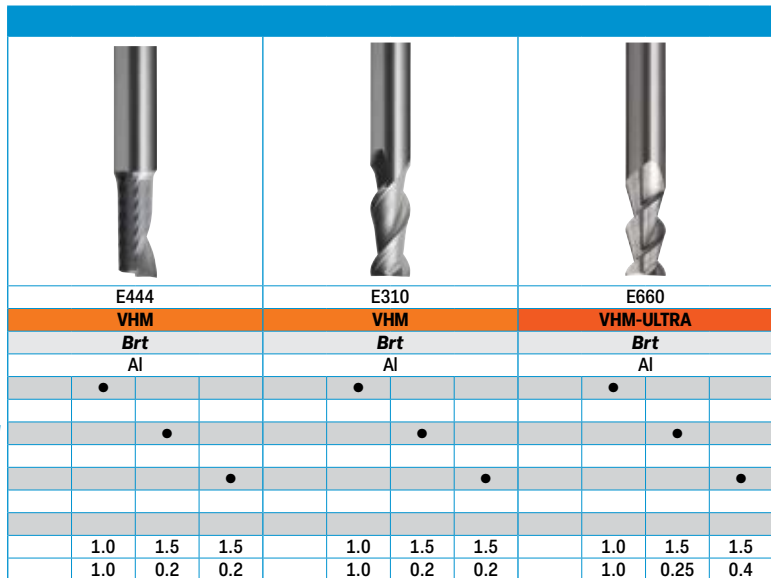 E444 E310 E660
VHM VHM VHM-ULTRA
Brt Brt Brt
Al Al Al
● ● ●
● ● ●
● ● ●
1.0 1.5 1.5 1.0 1.5 1.5 1.0 1.5 1.5
1.0 0.2 0.2 1.0 0.2 0.2 1.0 0.25 0.4